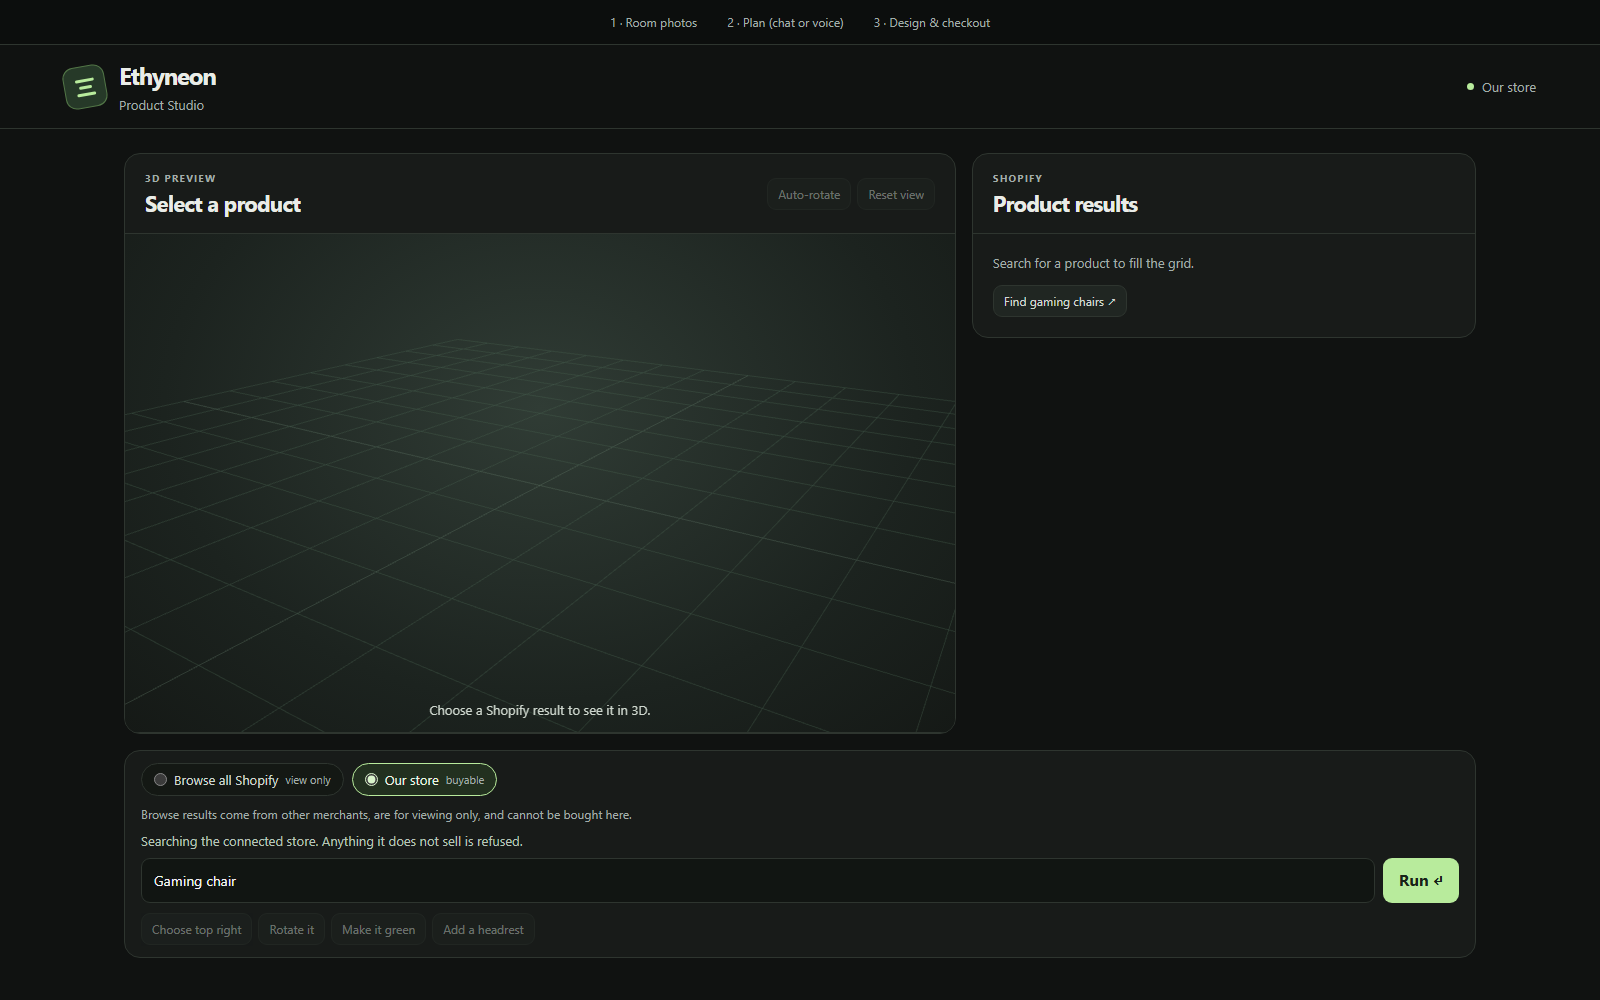 1 · Room photos
2 · Plan (chat or voice)
3 · Design & checkout
Ethyneon
Product Studio
Our store
3D PREVIEW
Select a product
Auto-rotate
Reset view
Choose a Shopify result to see it in 3D.
SHOPIFY
Product results
Search for a product to fill the grid.
Find gaming chairs ↗
Browse all Shopify view only
Our store buyable
Browse results come from other merchants, are for viewing only, and cannot be bought here.
Searching the connected store. Anything it does not sell is refused.
Gaming chair
Run ↵
Choose top right
Rotate it
Make it green
Add a headrest